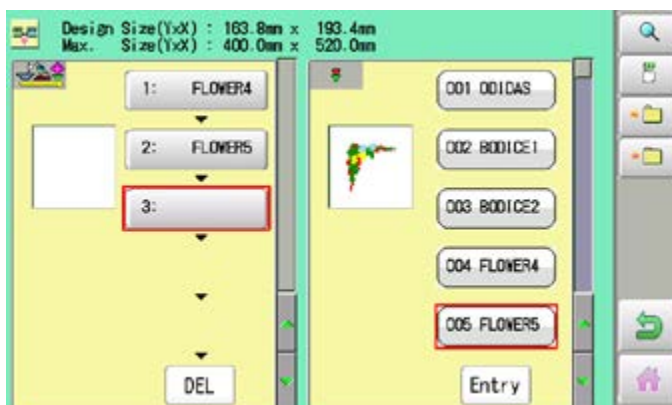 Design Size(YxX) : 163.8mm x 193.4mm
Max. Size(YxX) : 400.0mm x 520.0mm
1: FLOWER4
2: FLOWER5
3:
DEL
001 ODIDAS
002 BODICE1
003 BODICE2
004 FLOWER4
005 FLOWER5
Entry